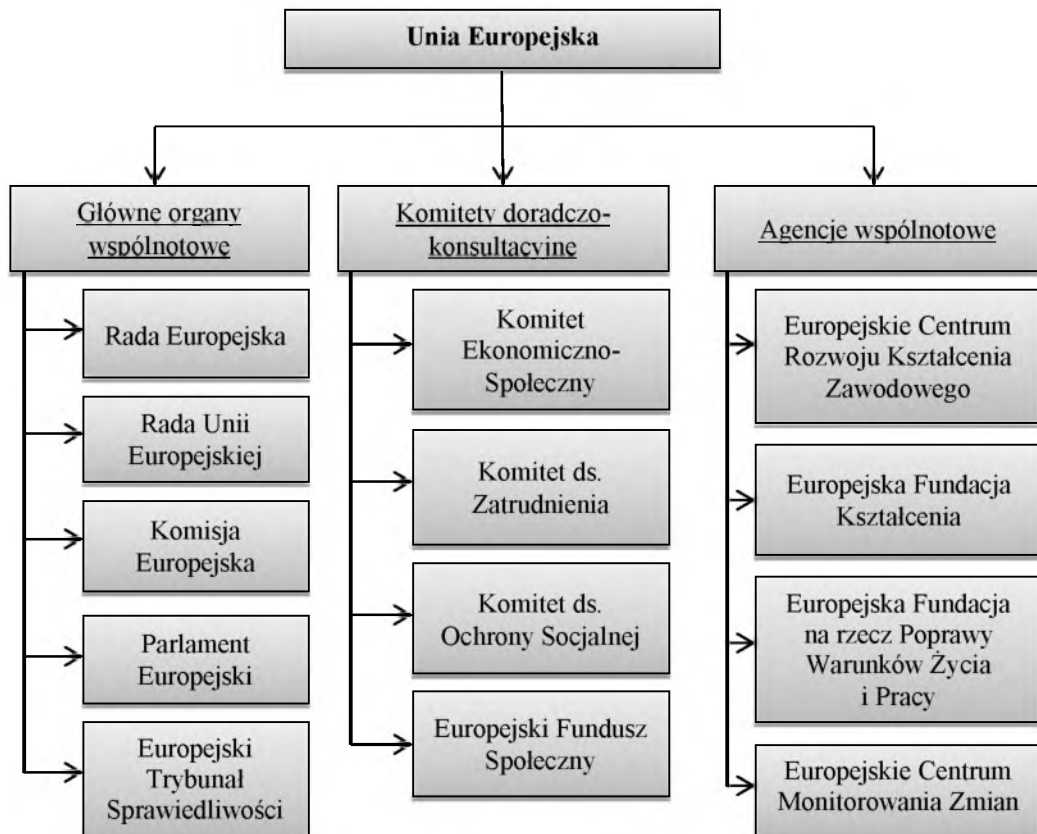 Unia Europejska
Główne organy
wspólnotowe
Rada Europejska
Rada Unii
Europejskiej
Komisja
Europejska
Parlament
Europejski
Europejski
Trybunał
Sprawiedliwości
Komitety doradczo-
konsultacyjne
Komitet
Ekonomiczno-
Społeczny
Komitet ds.
Zatrudnienia
Komitet ds.
Ochrony Socjalnej
Europejski Fundusz
Społeczny
Agencje wspólnotowe
Europejskie Centrum
Rozwoju Kształcenia
Zawodowego
Europejska Fundacja
Kształcenia
Europejska Fundacja
na rzecz Poprawy
Warunków Życia
i Pracy
Europejskie Centrum
Monitorowania Zmian